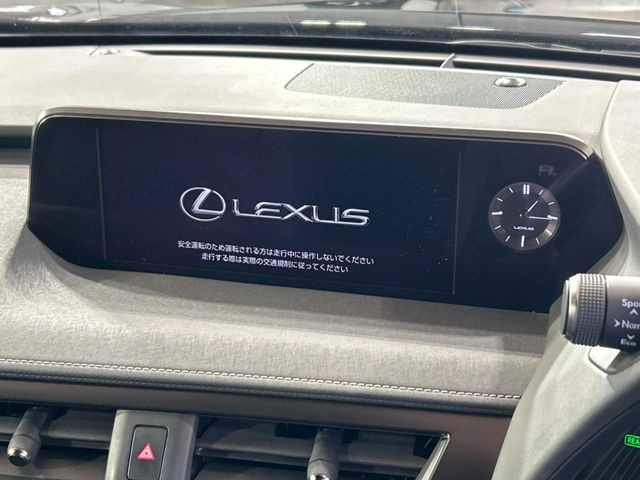 LEXUS
安全運転のため運転される方は走行中に操作しないでください
走行する際は実際の交通規制に従ってください
LEXUS
Nor
Eco
REA